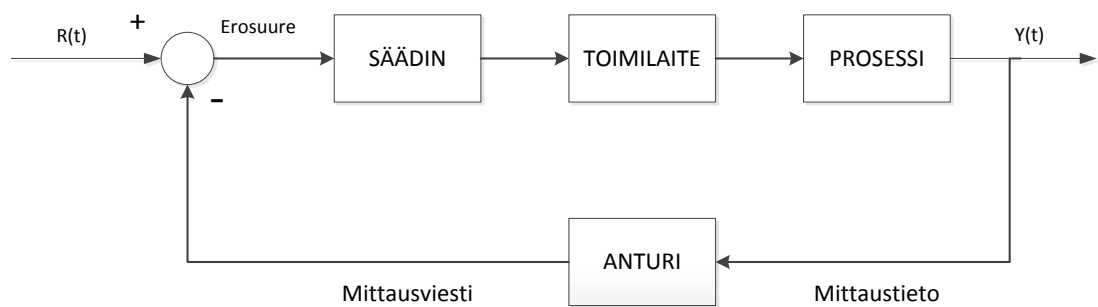 R(t)
+
Erosuure
SÄÄDIN
TOIMILAITE
PROSESSI
Y(t)
-
ANTURI
Mittausviesti
Mittaustieto